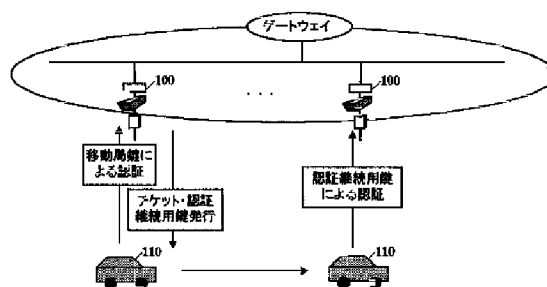 ゲートウェイ
100
100
...
移動局鍵に
よる認証
チケット・認証
継続用鍵発行
認証継続用鍵
による認証
110
110